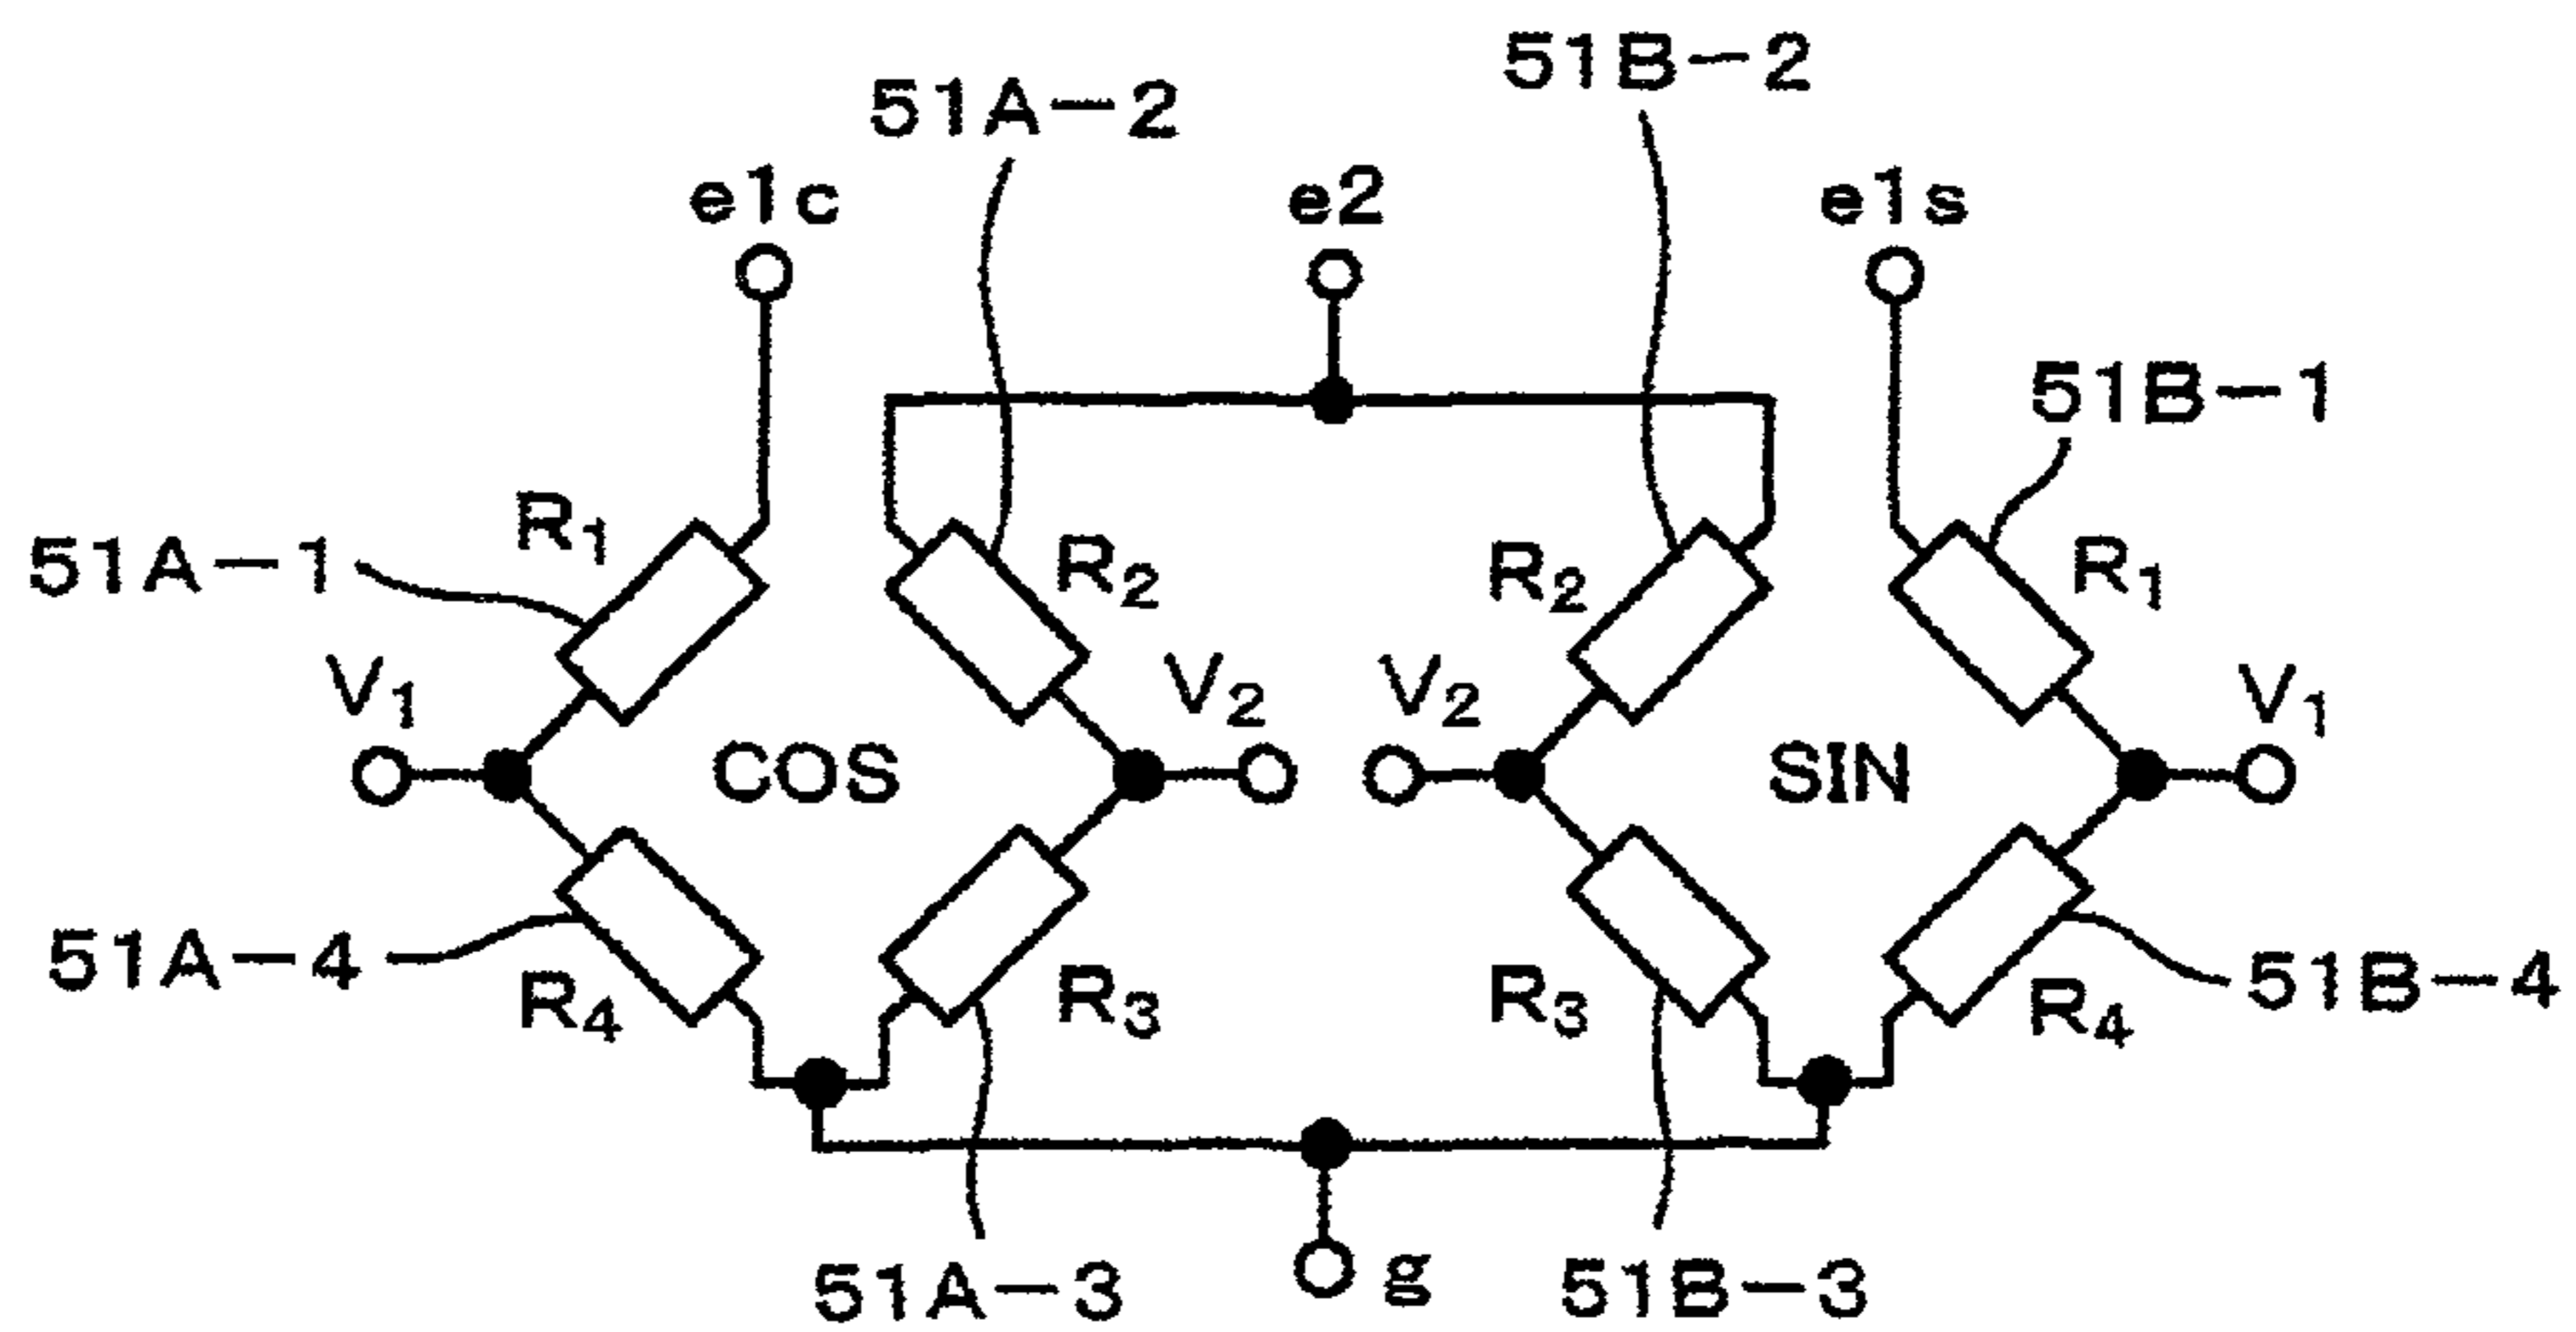 51B-2
51A-2
e1c
e2
e1s
51B-1
R1
51A-1
R2
R2
R1
V1
V2
V2
V1
COS
SIN
51A-4
R4
R3
R3
R4
51B-4
51A-3
g
51B-3